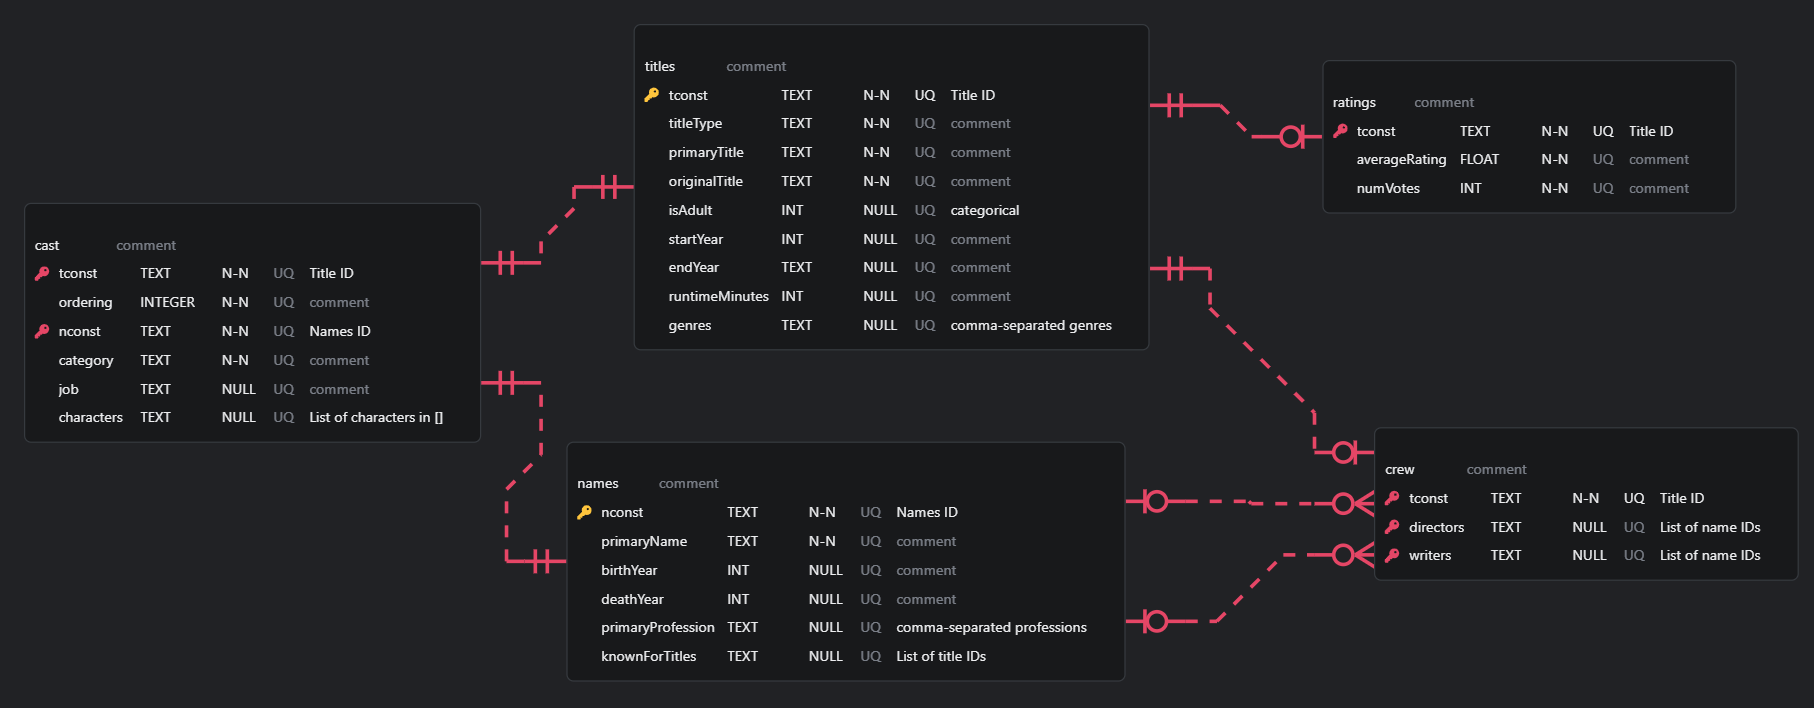 titles comment
tconst TEXT N-N UQ Title ID
titleType TEXT N-N UQ comment
primaryTitle TEXT N-N UQ comment
originalTitle TEXT N-N UQ comment
isAdult INT NULL UQ categorical
startYear INT NULL UQ comment
endYear TEXT NULL UQ comment
runtimeMinutes INT NULL UQ comment
genres TEXT NULL UQ comma-separated genres
ratings comment
tconst TEXT N-N UQ Title ID
averageRating FLOAT N-N UQ comment
numVotes INT N-N UQ comment
cast comment
tconst TEXT N-N UQ Title ID
ordering INTEGER N-N UQ comment
nconst TEXT N-N UQ Names ID
category TEXT N-N UQ comment
job TEXT NULL UQ comment
characters TEXT NULL UQ List of characters in []
names comment
nconst TEXT N-N UQ Names ID
primaryName TEXT N-N UQ comment
birthYear INT NULL UQ comment
deathYear INT NULL UQ comment
primaryProfession TEXT NULL UQ comma-separated professions
knownForTitles TEXT NULL UQ List of title IDs
crew comment
tconst TEXT N-N UQ Title ID
directors TEXT NULL UQ List of name IDs
writers TEXT NULL UQ List of name IDs